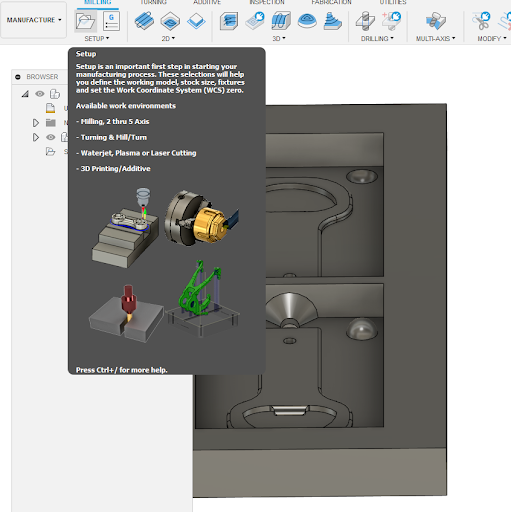 MILLING TURNING ADDITIVE INSPECTION FABRICATION UTILITIES
MANUFACTURE
G
SETUP 2D 3D DRILLING MULTI-AXIS MODIFY
Setup
Setup is an important first step in starting your
manufacturing process. These selections will help
you define the working model, stock size, fixtures
and set the Work Coordinate System (WCS) zero.
Available work environments
- Milling, 2 thru 5 Axis
- Turning & Mill/Turn
- Waterjet, Plasma or Laser Cutting
- 3D Printing/Additive
Press Ctrl+/ for more help.
BROWSER